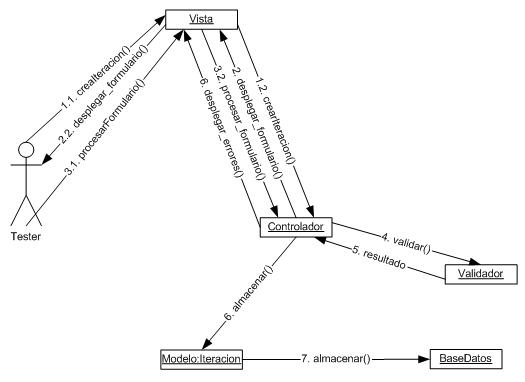 Vista
1.1. creaIteracion()
2.2. desplegar_formulario()
3.1. procesarFormulario()
6. desplegar_errores()
3.2. procesar_formulario()
2. desplegar_formulario()
1.2. crearIteracion()
Tester
Controlador
4. validar()
5. resultado
Validador
6. almacenar()
Modelo:Iteracion
7. almacenar()
BaseDatos